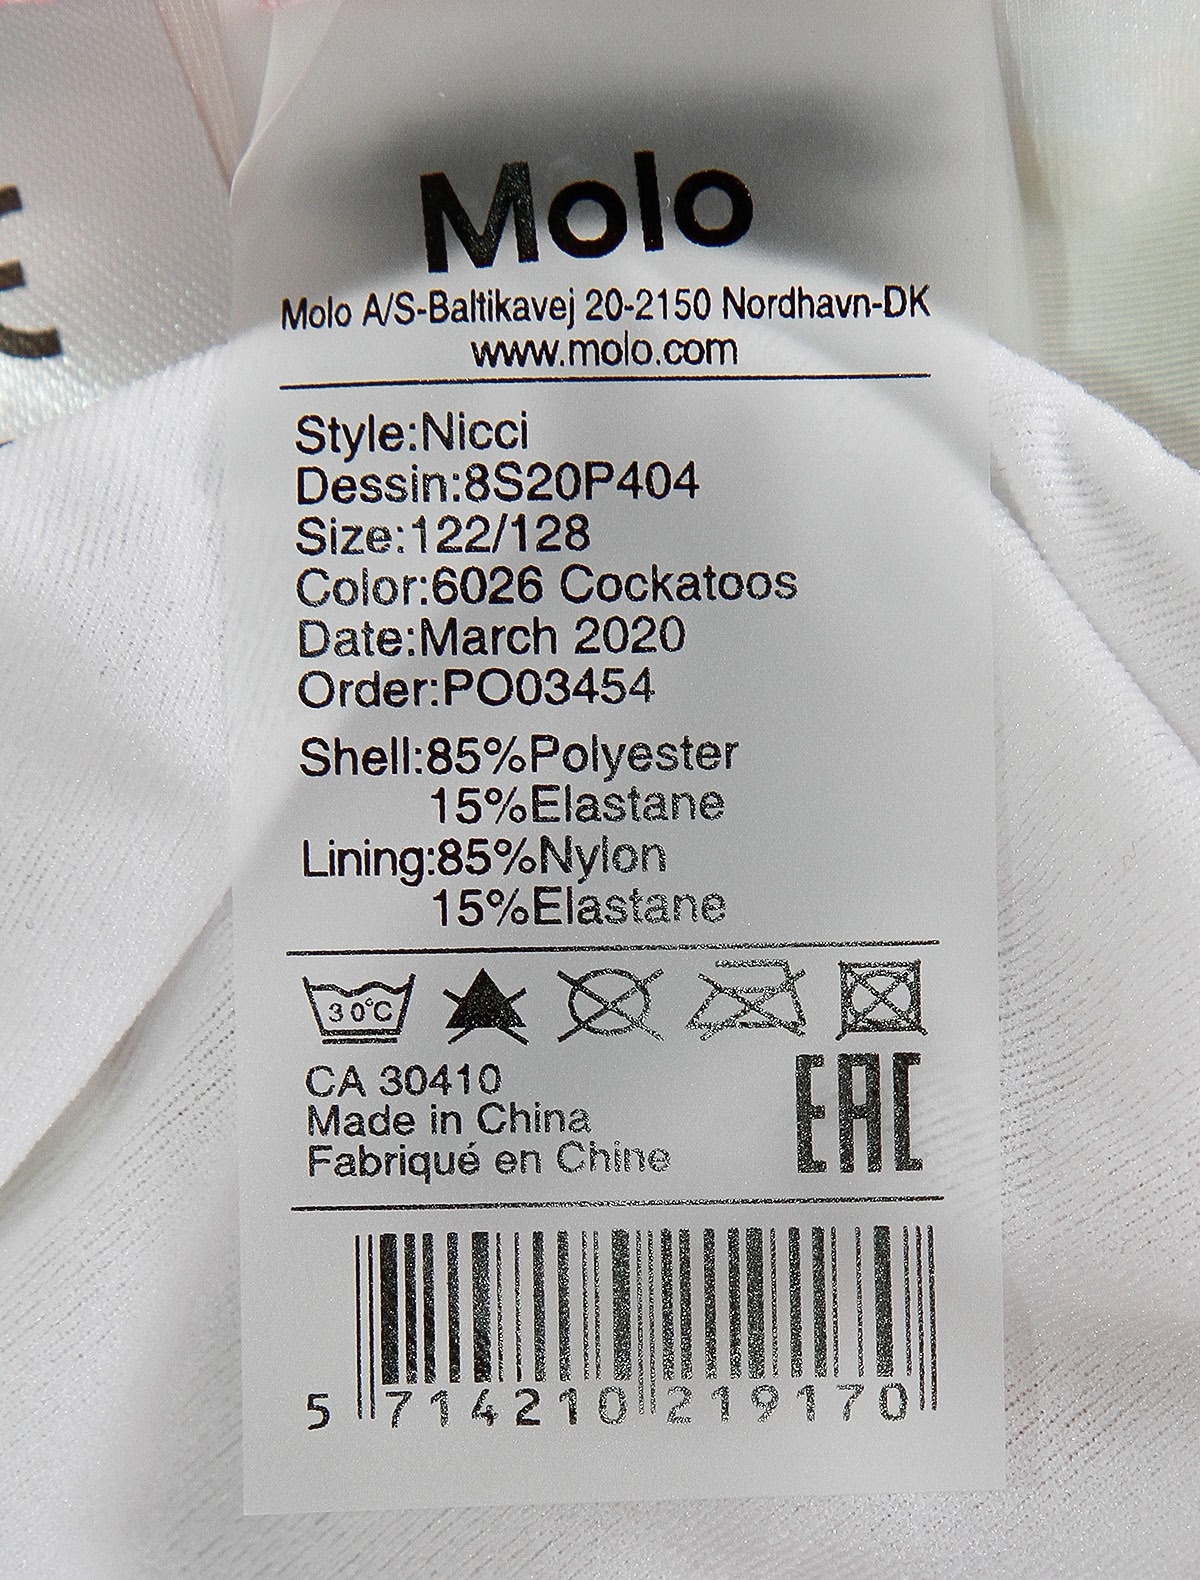 Molo
Molo A/S-Baltikavej 20-2150 Nordhavn-DK
www.molo.com
Style:Nicci
Dessin:8S20P404
Size:122/128
Color:6026 Cockatoos
Date:March 2020
Order:PO03454
Shell:85%Polyester
15%Elastane
Lining:85%Nylon
15%Elastane
30°C
CA 30410
Made in China
Fabriqué en Chine
EAC
5 714210 219170